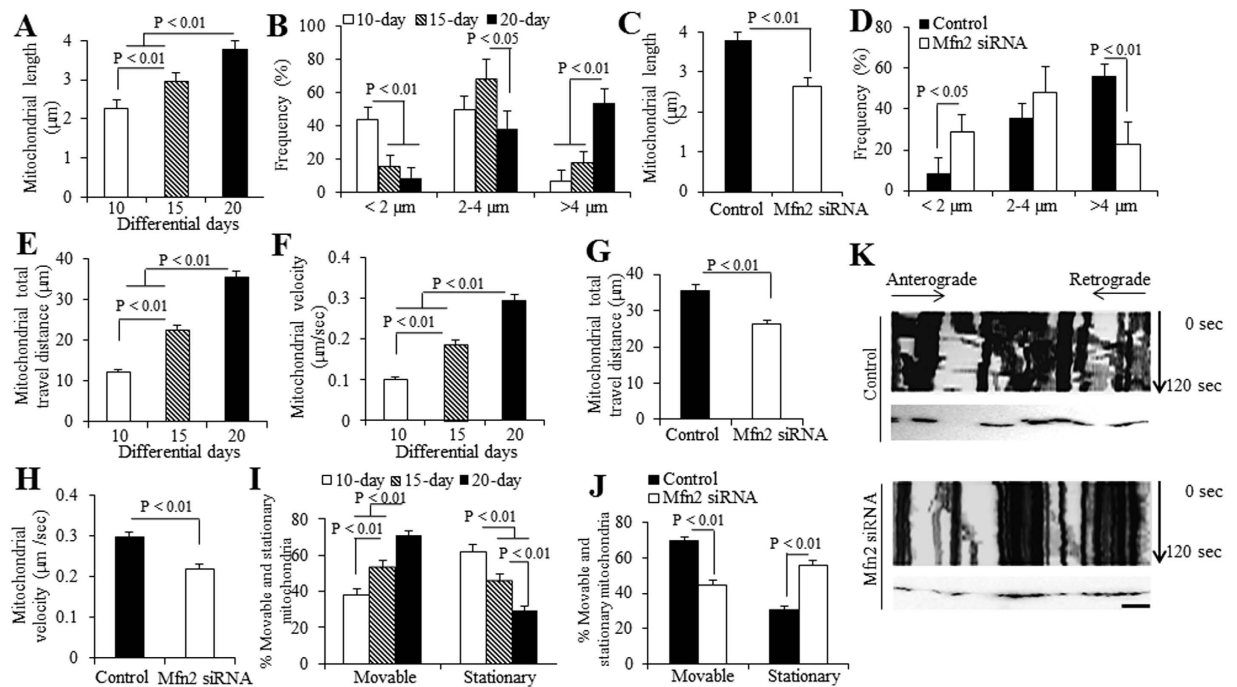 A
Mitochondrial length
(µm)
4
3
2
1
0
P < 0.01
P < 0.01
10 15 20
Differential days
B
10-day 15-day 20-day
Frequency (%)
100
80
60
40
20
0
P < 0.01
P <0.05
P < 0.01
< 2 µm 2-4 µm >4 µm
C
Mitochondrial length
(µm)
4
3
2
1
0
P < 0.01
Control Mfn2 siRNA
D
Control
Mfn2 siRNA
Frequency (%)
80
60
40
20
0
P < 0.05
P < 0.01
< 2 µm 2-4 µm >4 µm
E
Mitochondrial total
travel distance (µm)
40
30
20
10
0
P < 0.01
P < 0.01
10 15 20
Differential days
F
Mitochondrial velocity
(µm/sec)
0.4
0.3
0.2
0.1
0
P < 0.01
P < 0.01
10 15 20
Differential days
G
Mitochondrial total
travel distance (µm)
40
30
20
10
0
P < 0.01
Control Mfn2 siRNA
H
Mitochondrial
velocity (µm /sec)
0.4
0.3
0.2
0.1
0
P < 0.01
Control Mfn2 siRNA
I
10-day 15-day 20-day
% Movable and stationary
mitochondria
80
60
40
20
0
P < 0.01
P < 0.01
P < 0.01
P < 0.01
Movable Stationary
J
Control
Mfn2 siRNA
% Movable and
stationary mitochondria
80
60
40
20
0
P < 0.01
P < 0.01
Movable Stationary
K
Anterograde Retrograde
Control
0 sec
120 sec
Mfn2 siRNA
0 sec
120 sec